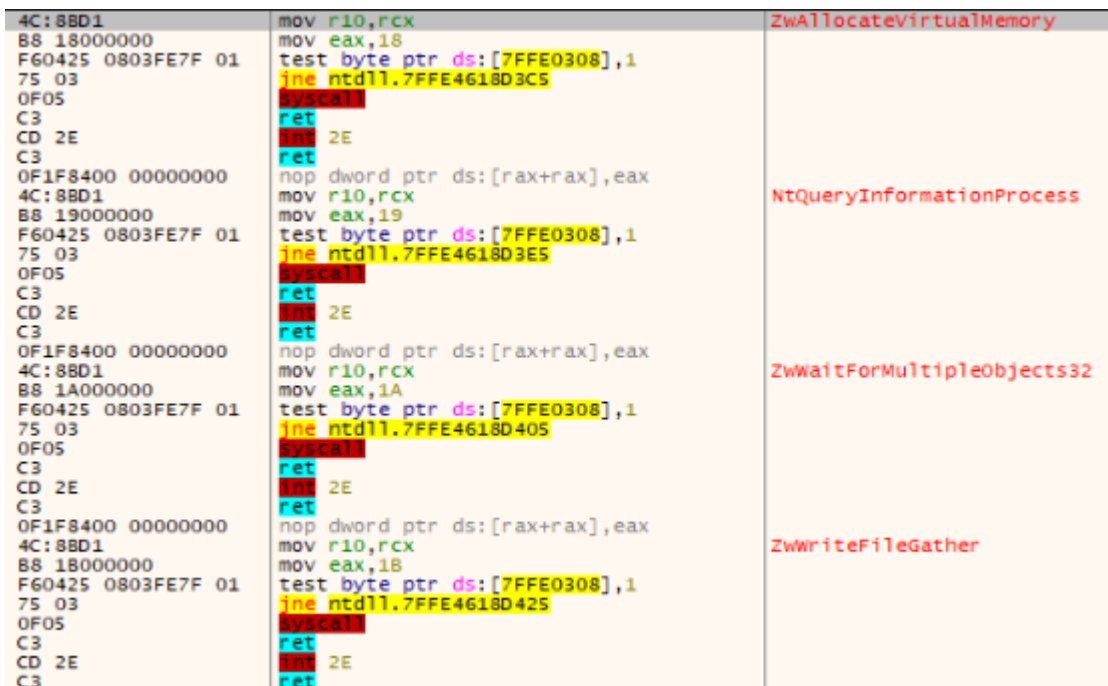 4C:8BD1 mov r10,rcx ZwAllocateVirtualMemory
B8 18000000 mov eax,18
F60425 0803FE7F 01 test byte ptr ds:[7FFE0308],1
75 03 jne ntdll.7FFE4618D3C5
0F05 syscall
C3 ret
CD 2E int 2E
C3 ret
0F1F8400 00000000 nop dword ptr ds:[rax+rax],eax
4C:8BD1 mov r10,rcx NtQueryInformationProcess
B8 19000000 mov eax,19
F60425 0803FE7F 01 test byte ptr ds:[7FFE0308],1
75 03 jne ntdll.7FFE4618D3E5
0F05 syscall
C3 ret
CD 2E int 2E
C3 ret
0F1F8400 00000000 nop dword ptr ds:[rax+rax],eax
4C:8BD1 mov r10,rcx ZwWaitForMultipleObjects32
B8 1A000000 mov eax,1A
F60425 0803FE7F 01 test byte ptr ds:[7FFE0308],1
75 03 jne ntdll.7FFE4618D405
0F05 syscall
C3 ret
CD 2E int 2E
C3 ret
0F1F8400 00000000 nop dword ptr ds:[rax+rax],eax
4C:8BD1 mov r10,rcx ZwWriteFileGather
B8 1B000000 mov eax,1B
F60425 0803FE7F 01 test byte ptr ds:[7FFE0308],1
75 03 jne ntdll.7FFE4618D425
0F05 syscall
C3 ret
CD 2E int 2E
C3 ret